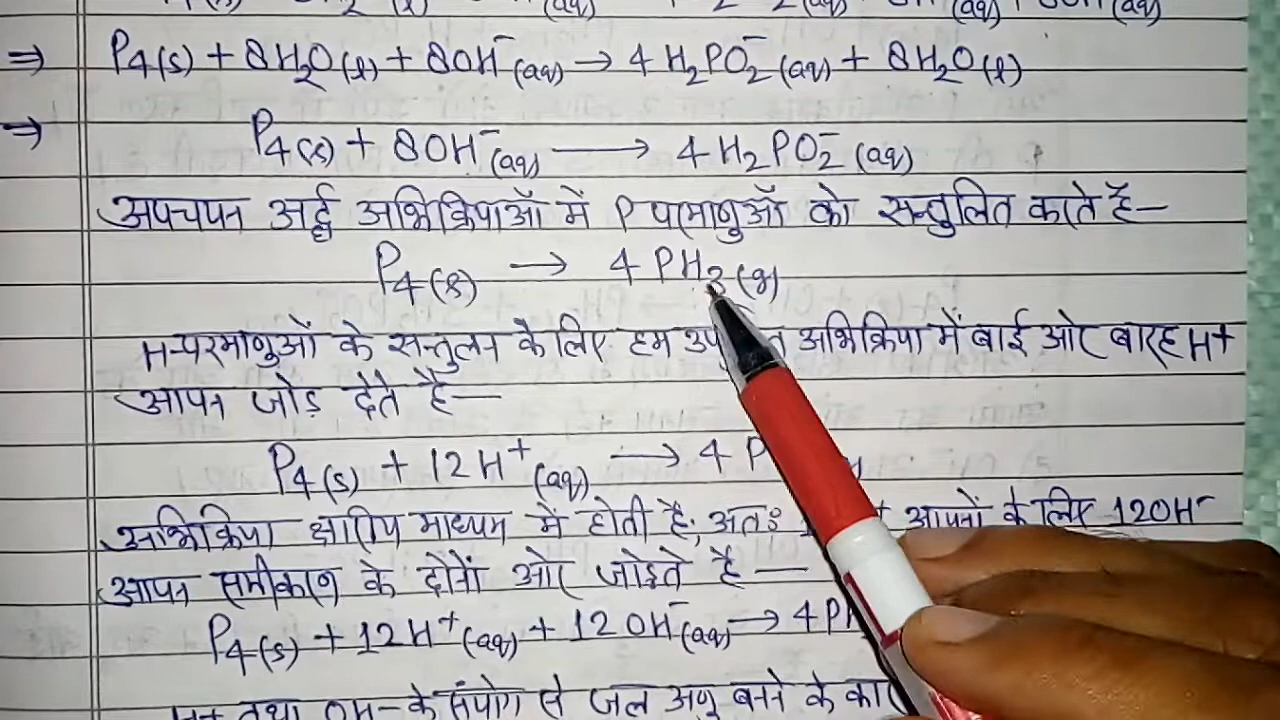 ⇒ P₄(s) + 8H₂O(l) + 8OH⁻(aq) → 4H₂PO₂⁻(aq) + 8H₂O(l)
⇒ P₄(s) + 8OH⁻(aq) → 4H₂PO₂⁻(aq)
अपचयन अर्द्ध अभिक्रियाओं में P परमाणुओं को सन्तुलित करते हैं—
P₄(s) → 4PH₃(g)
H-परमाणुओं के सन्तुलन के लिए हम अभिक्रिया में बाई ओर बारह H+
आयन जोड़ देते है—
P₄(s) + 12H⁺(aq) → 4 P
अभिक्रिया क्षारीय माध्यम में होती है; अतः आयनों के लिए 12OH⁻
आयन समीकरण के दोनों ओर जोड़ते है—
P₄(s) + 12H⁺(aq) + 12OH⁻(aq) → 4PH
H+ तथा OH- के संयोग से जल अणु बनने के